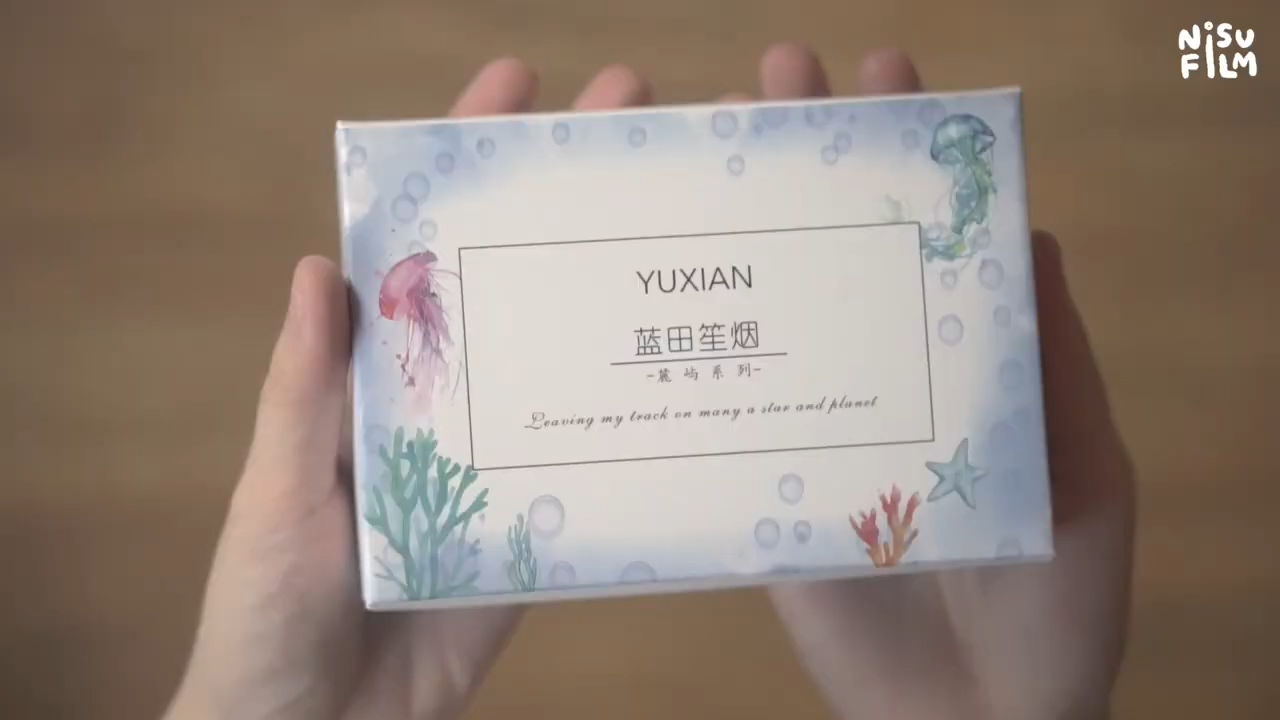 NiSU
FILM
YUXIAN
蓝田笙烟
-麓屿系列-
Leaving my track on many a star and planet